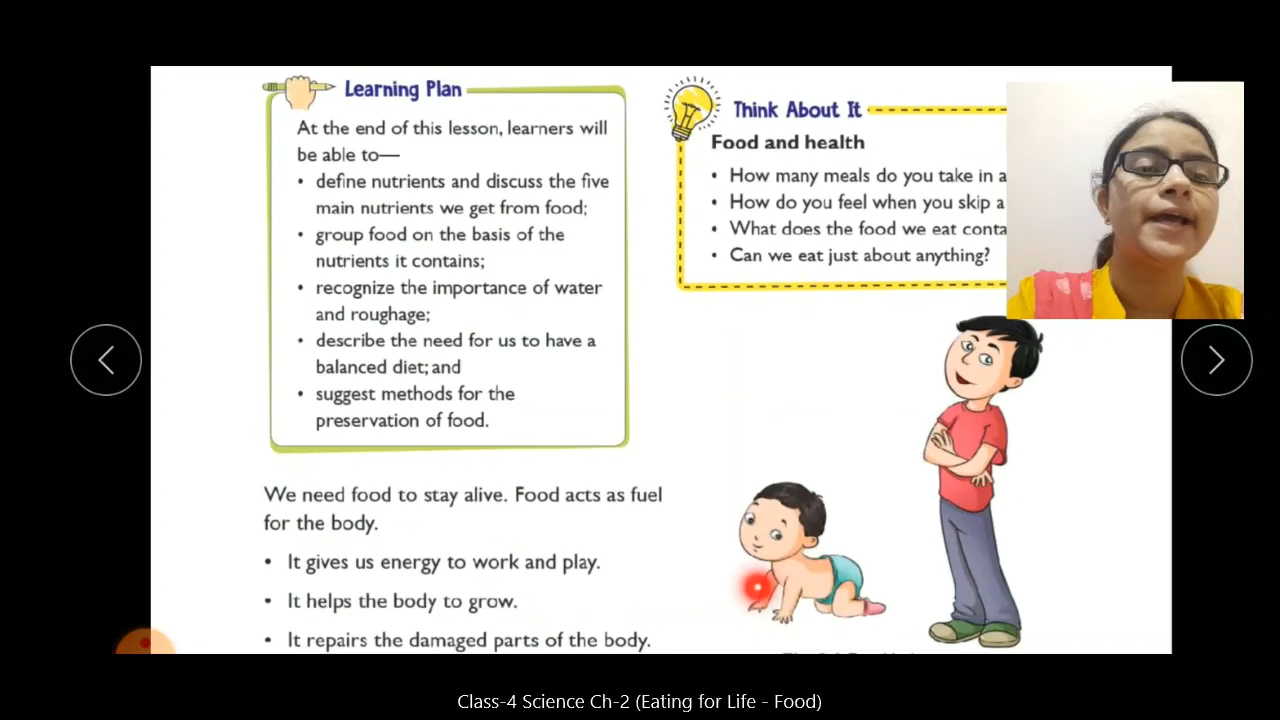 Learning Plan
At the end of this lesson, learners will
be able to—
• define nutrients and discuss the five
main nutrients we get from food;
• group food on the basis of the
nutrients it contains;
• recognize the importance of water
and roughage;
• describe the need for us to have a
balanced diet; and
• suggest methods for the
preservation of food.
Think About It
Food and health
• How many meals do you take in a
• How do you feel when you skip a
• What does the food we eat
• Can we eat just about anything?
We need food to stay alive. Food acts as fuel
for the body.
• It gives us energy to work and play.
• It helps the body to grow.
• It repairs the damaged parts of the body.
Class-4 Science Ch-2 (Eating for Life - Food)